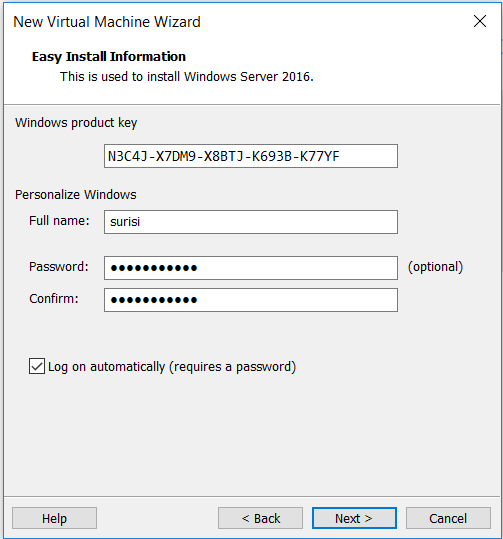 New Virtual Machine Wizard
Easy Install Information
This is used to install Windows Server 2016.
Windows product key
N3C4J-X7DM9-X8BTJ-K693B-K77YF
Personalize Windows
Full name: surisi
Password: ●●●●●●●●●●● (optional)
Confirm: ●●●●●●●●●●●
Log on automatically (requires a password)
Help < Back Next > Cancel